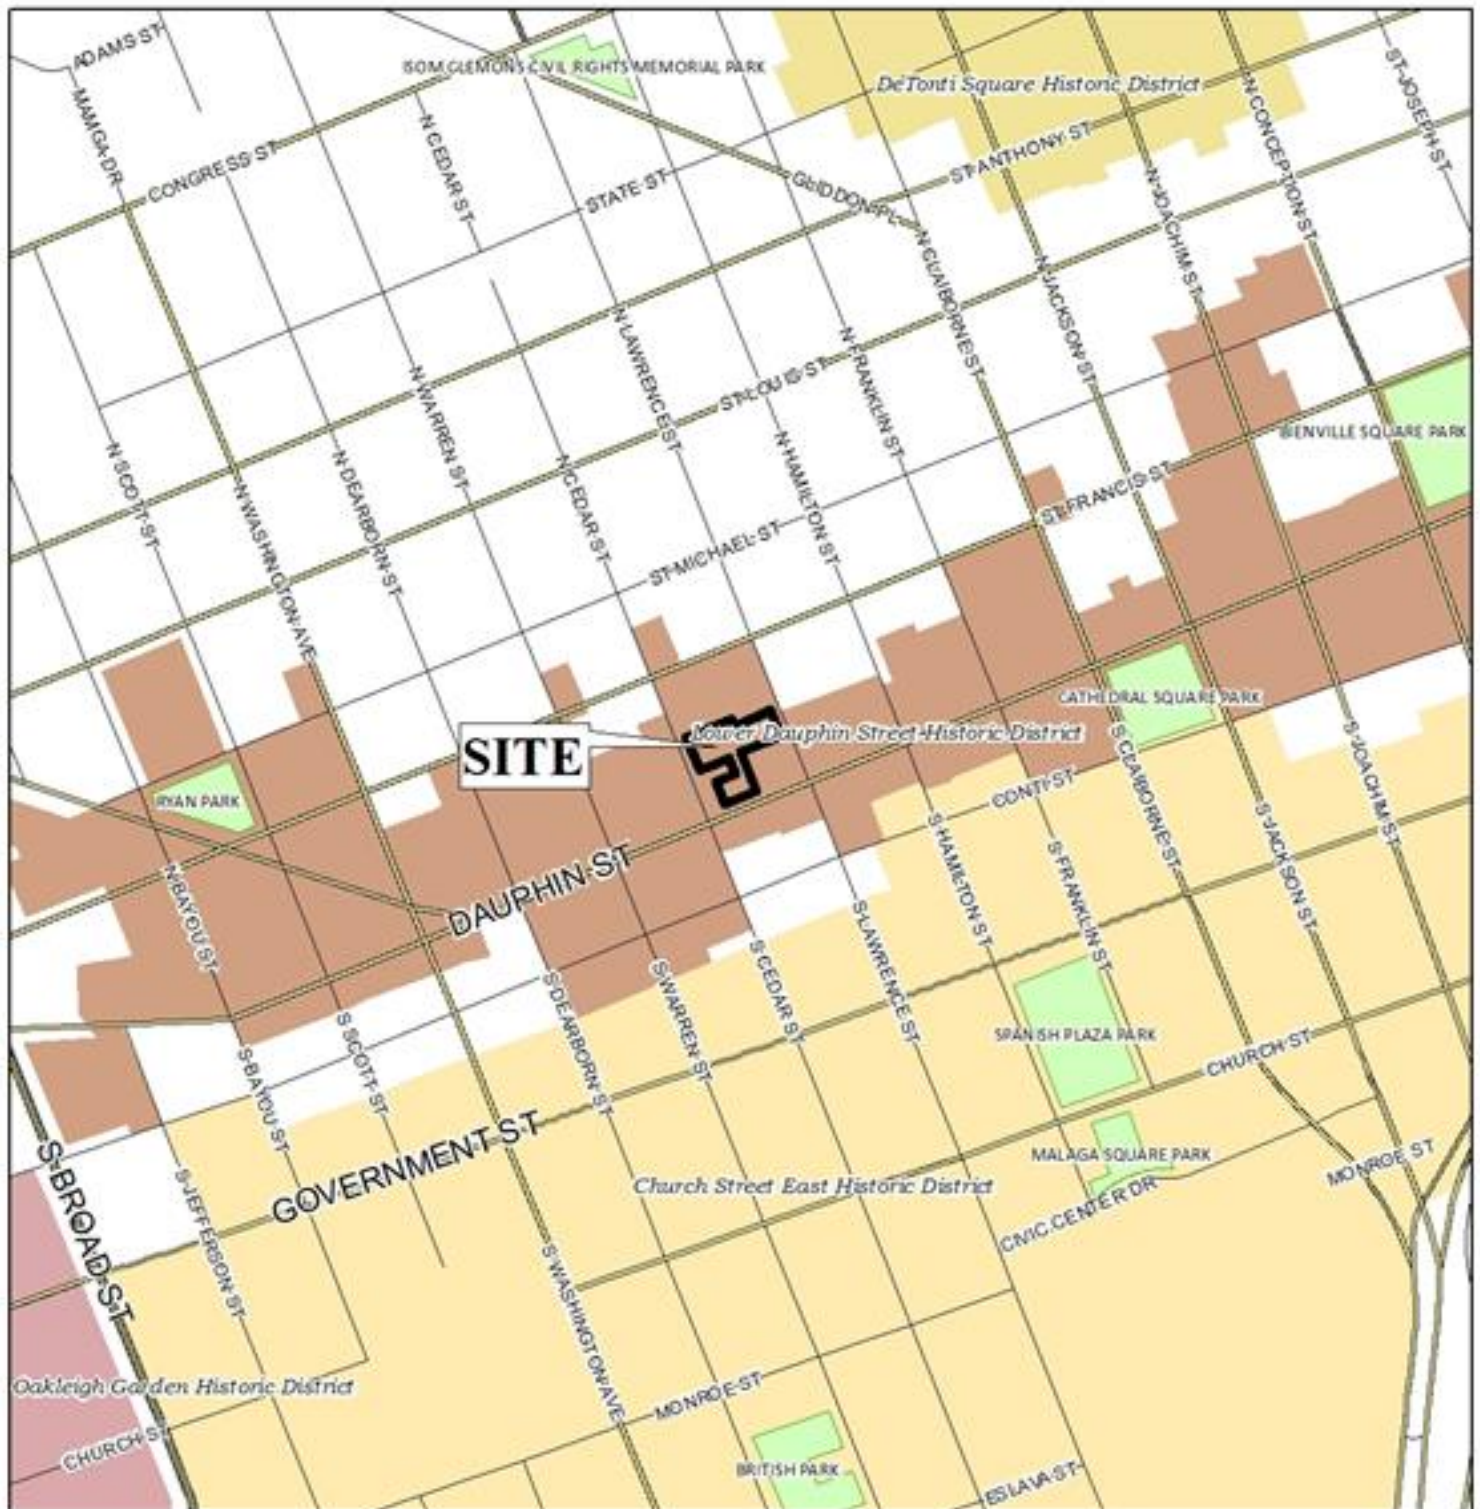 ADAMS ST
ISOM CLEMONS CIVIL RIGHTS MEMORIAL PARK
DeTonti Square Historic District
ST JOSEPH ST
MAMGA DR
N CEDAR ST
N CONCEPTION ST
CONGRESS ST
STATE ST
GLIDDON PL
ST ANTHONY ST
N JOACHIM ST
N CLAIBORNE ST
N JACKSON ST
N LAWRENCE ST
N FRANKLIN ST
ST LOUIS ST
N WARREN ST
N SCOTT ST
N DEARBORN ST
N WASHINGTON AVE
N CEDAR ST
N HAMILTON ST
BIENVILLE SQUARE PARK
ST FRANCIS ST
ST MICHAEL ST
CATHEDRAL SQUARE PARK
Lower Dauphin Street Historic District
SITE
RYAN PARK
CONTI ST
S CLAIBORNE ST
S JOACHIM ST
S JACKSON ST
S HAMILTON ST
S FRANKLIN ST
DAUPHIN ST
N BAYOU ST
S LAWRENCE ST
S CEDAR ST
S WARREN ST
S DEARBORN ST
S SCOTT ST
S BAYOU ST
SPANISH PLAZA PARK
CHURCH ST
GOVERNMENT ST
S BROAD ST
S JEFFERSON ST
MALAGA SQUARE PARK
MONROE ST
Church Street East Historic District
CIVIC CENTER DR
S WASHINGTON AVE
Oakleigh Garden Historic District
MONROE ST
CHURCH ST
BRITISH PARK
ESLAVA ST